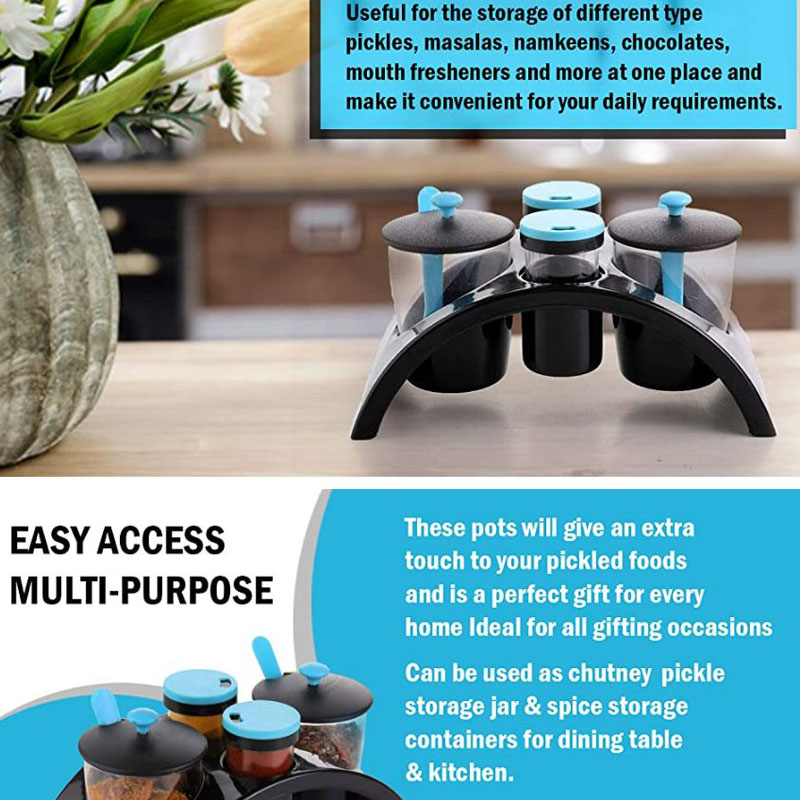 Useful for the storage of different type
pickles, masalas, namkeens, chocolates,
mouth fresheners and more at one place and
make it convenient for your daily requirements.
EASY ACCESS
MULTI-PURPOSE
These pots will give an extra
touch to your pickled foods
and is a perfect gift for every
home Ideal for all gifting occasions
Can be used as chutney pickle
storage jar & spice storage
containers for dining table
& kitchen.